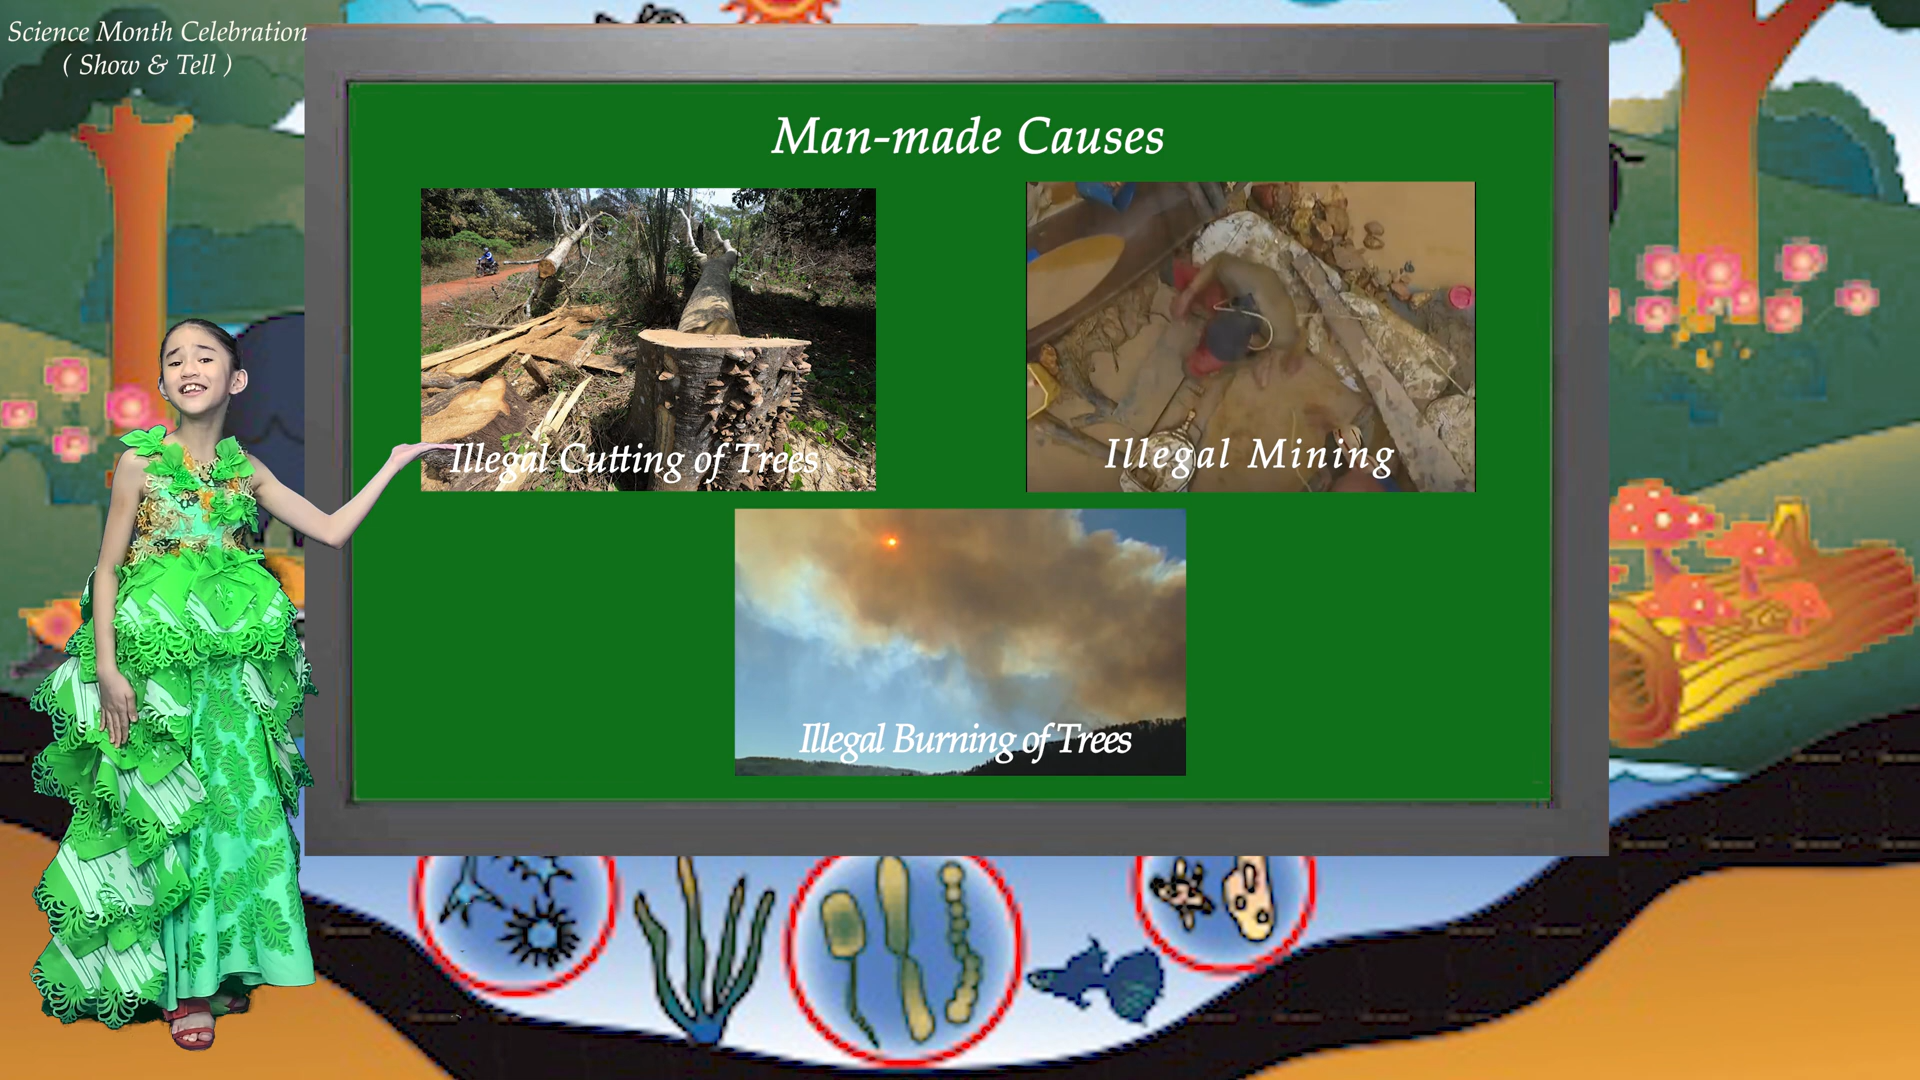 Science Month Celebration
( Show & Tell )
Man-made Causes
Illegal Cutting of Trees
Illegal Mining
Illegal Burning of Trees